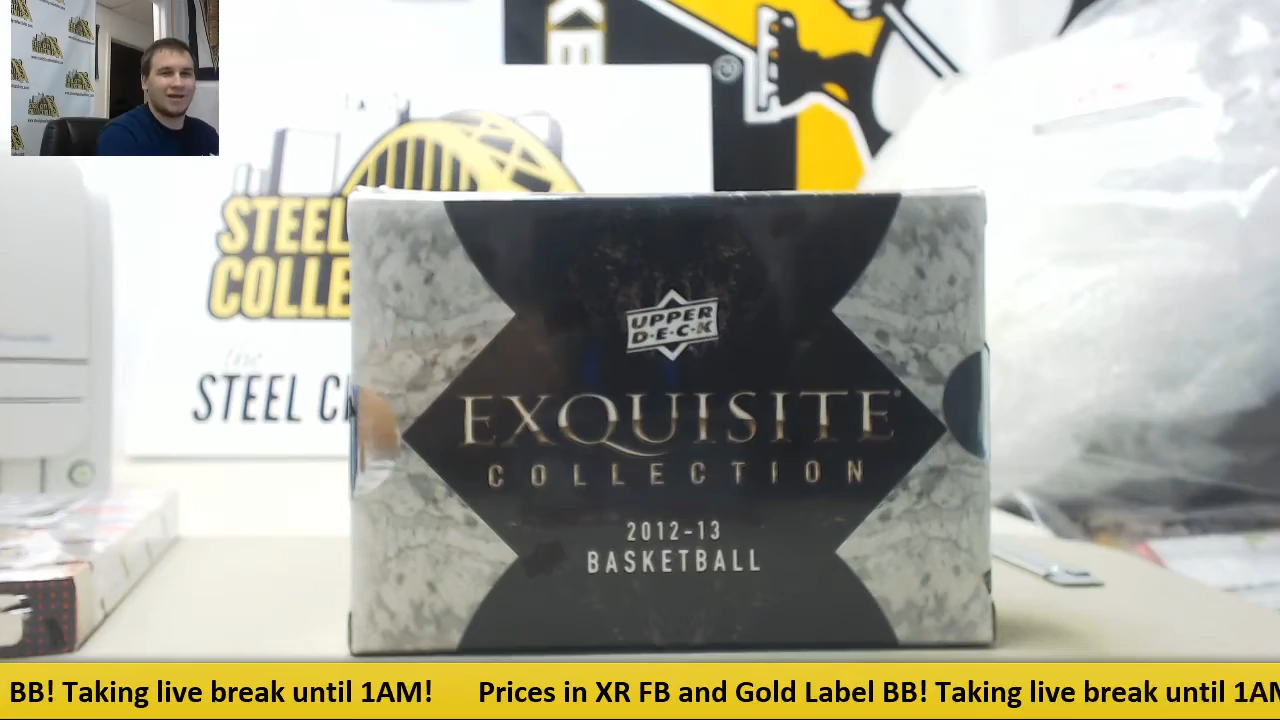 STEEL
COLLE
STEEL C
UPPER
D·E·C·K
EXQUISITE
COLLECTION
2012-13
BASKETBALL
BB! Taking live break until 1AM! Prices in XR FB and Gold Label BB! Taking live break until 1AM